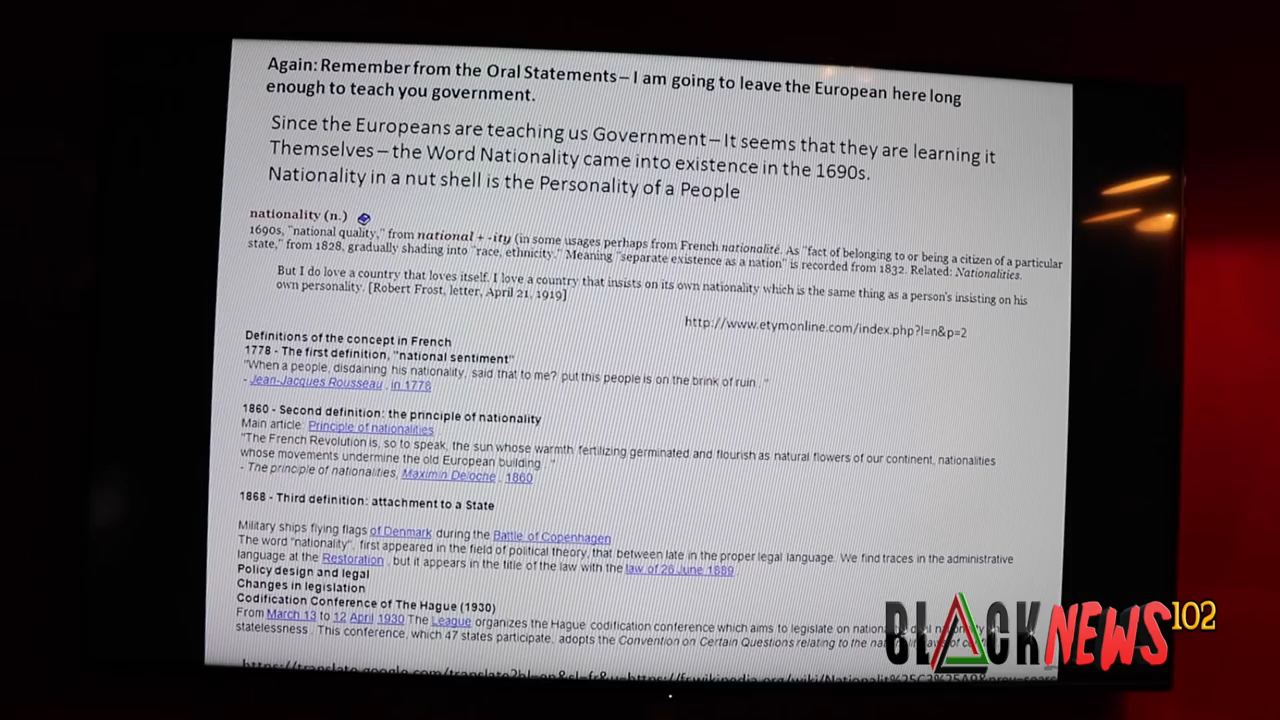 Again: Remember from the Oral Statements – I am going to leave the European here long
enough to teach you government.
Since the Europeans are teaching us Government – It seems that they are learning it
Themselves – the Word Nationality came into existence in the 1690s.
Nationality in a nut shell is the Personality of a People
nationality (n.)
1690s, "national quality," from national + -ity (in some usages perhaps from French nationalité. As "fact of belonging to or being a citizen of a particular
state," from 1828, gradually shading into "race, ethnicity." Meaning "separate existence as a nation" is recorded from 1832. Related: Nationalities.
But I do love a country that loves itself. I love a country that insists on its own nationality which is the same thing as a person's insisting on his
own personality. [Robert Frost, letter, April 21, 1919]
http://www.etymonline.com/index.php?l=n&p=2
Definitions of the concept in French
1778 - The first definition, "national sentiment"
"When a people, disdaining his nationality, said that to me? put this people is on the brink of ruin . "
- Jean-Jacques Rousseau , in 1778
1860 - Second definition: the principle of nationality
Main article: Principle of nationalities
"The French Revolution is, so to speak, the sun whose warmth fertilizing germinated and flourish as natural flowers of our continent, nationalities
whose movements undermine the old European building . "
- The principle of nationalities, Maximin Deloche , 1860
1868 - Third definition: attachment to a State
Military ships flying flags of Denmark during the Battle of Copenhagen
The word "nationality", first appeared in the field of political theory, that between late in the proper legal language. We find traces in the administrative
language at the Restoration , but it appears in the title of the law with the law of 26 June 1889 .
Policy design and legal
Changes in legislation
Codification Conference of The Hague (1930)
From March 13 to 12 April 1930 The League organizes the Hague codification conference which aims to legislate on
statelessness . This conference, which 47 states participate, adopts the Convention on Certain Questions relating to the
BLACK NEWS 102